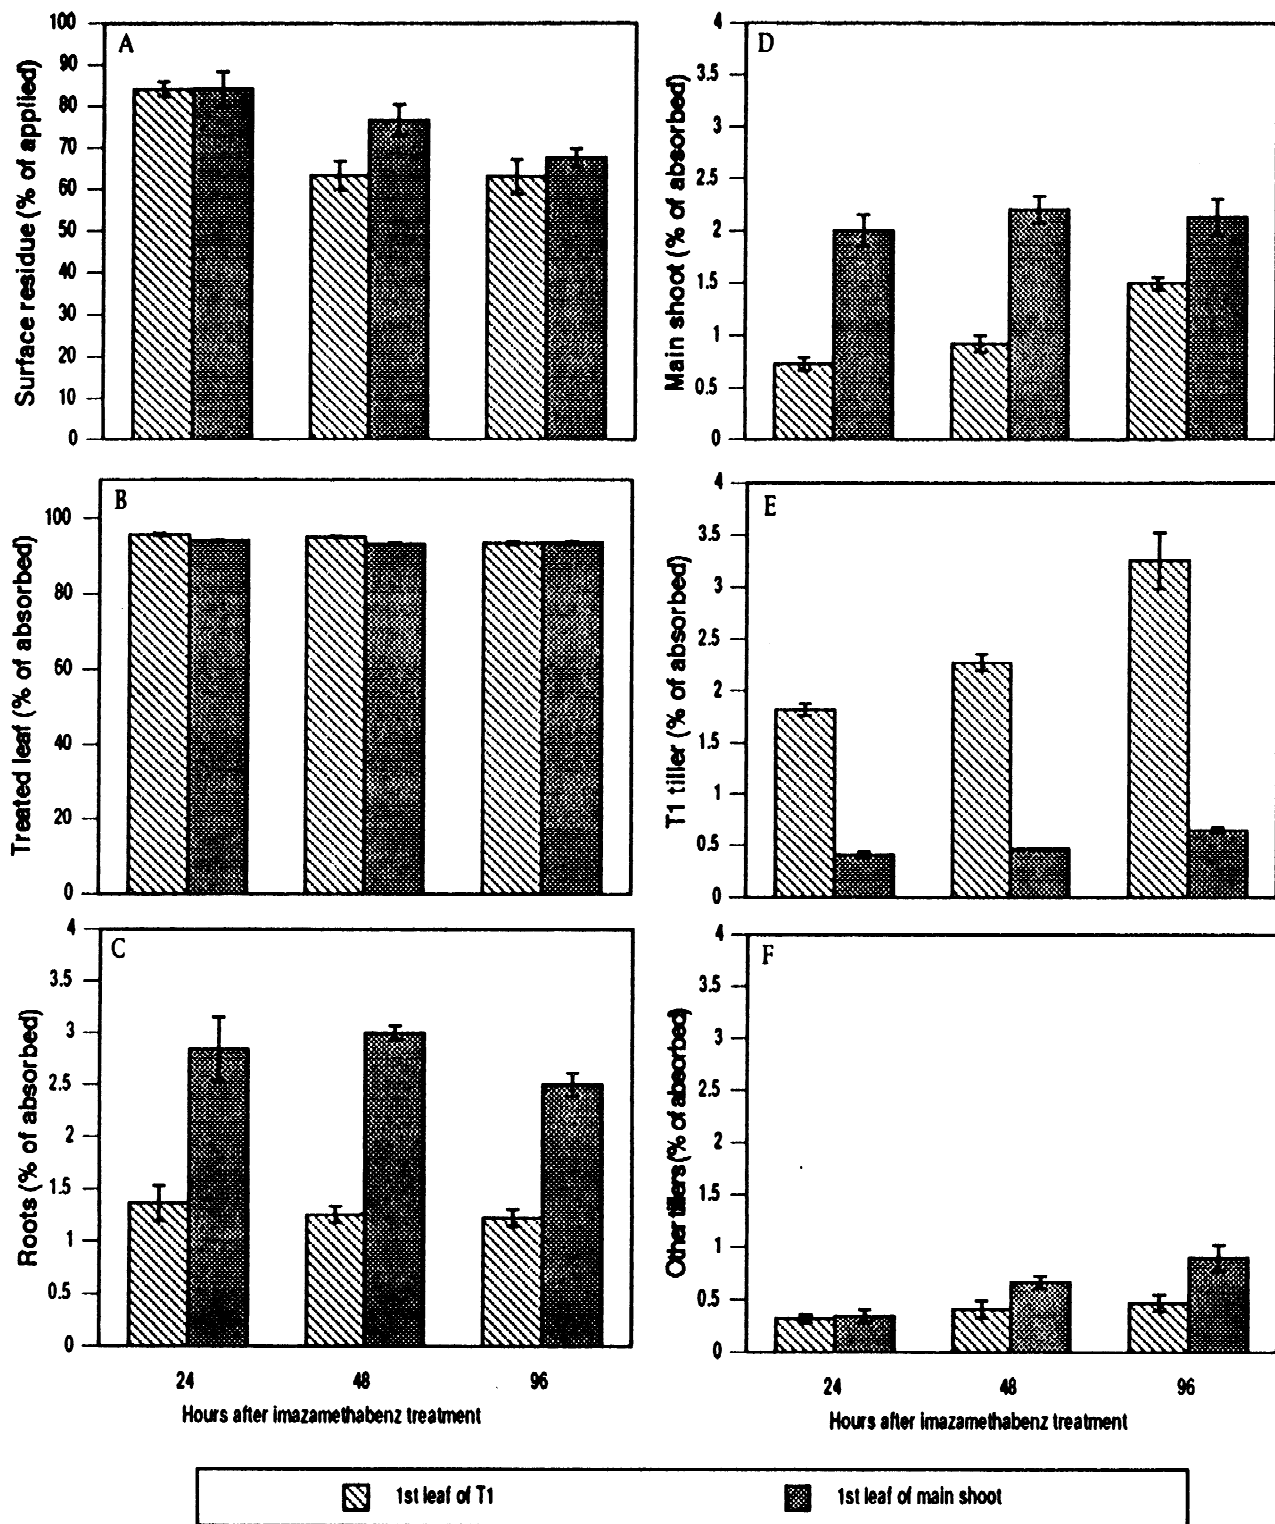 A
Surface residue (% of applied)
100
90
80
70
60
50
40
30
20
10
0
D
Main shoot (% of absorbed)
4
3.5
3
2.5
2
1.5
1
0.5
0
B
Treated leaf (% of absorbed)
100
80
60
40
20
0
E
T1 tiller (% of absorbed)
4
3.5
3
2.5
2
1.5
1
0.5
0
C
Roots (% of absorbed)
4
3.5
3
2.5
2
1.5
1
0.5
0
24 48 96
Hours after imazamethabenz treatment
F
Other tillers (% of absorbed)
4
3.5
3
2.5
2
1.5
1
0.5
0
24 48 96
Hours after imazamethabenz treatment
1st leaf of T1
1st leaf of main shoot